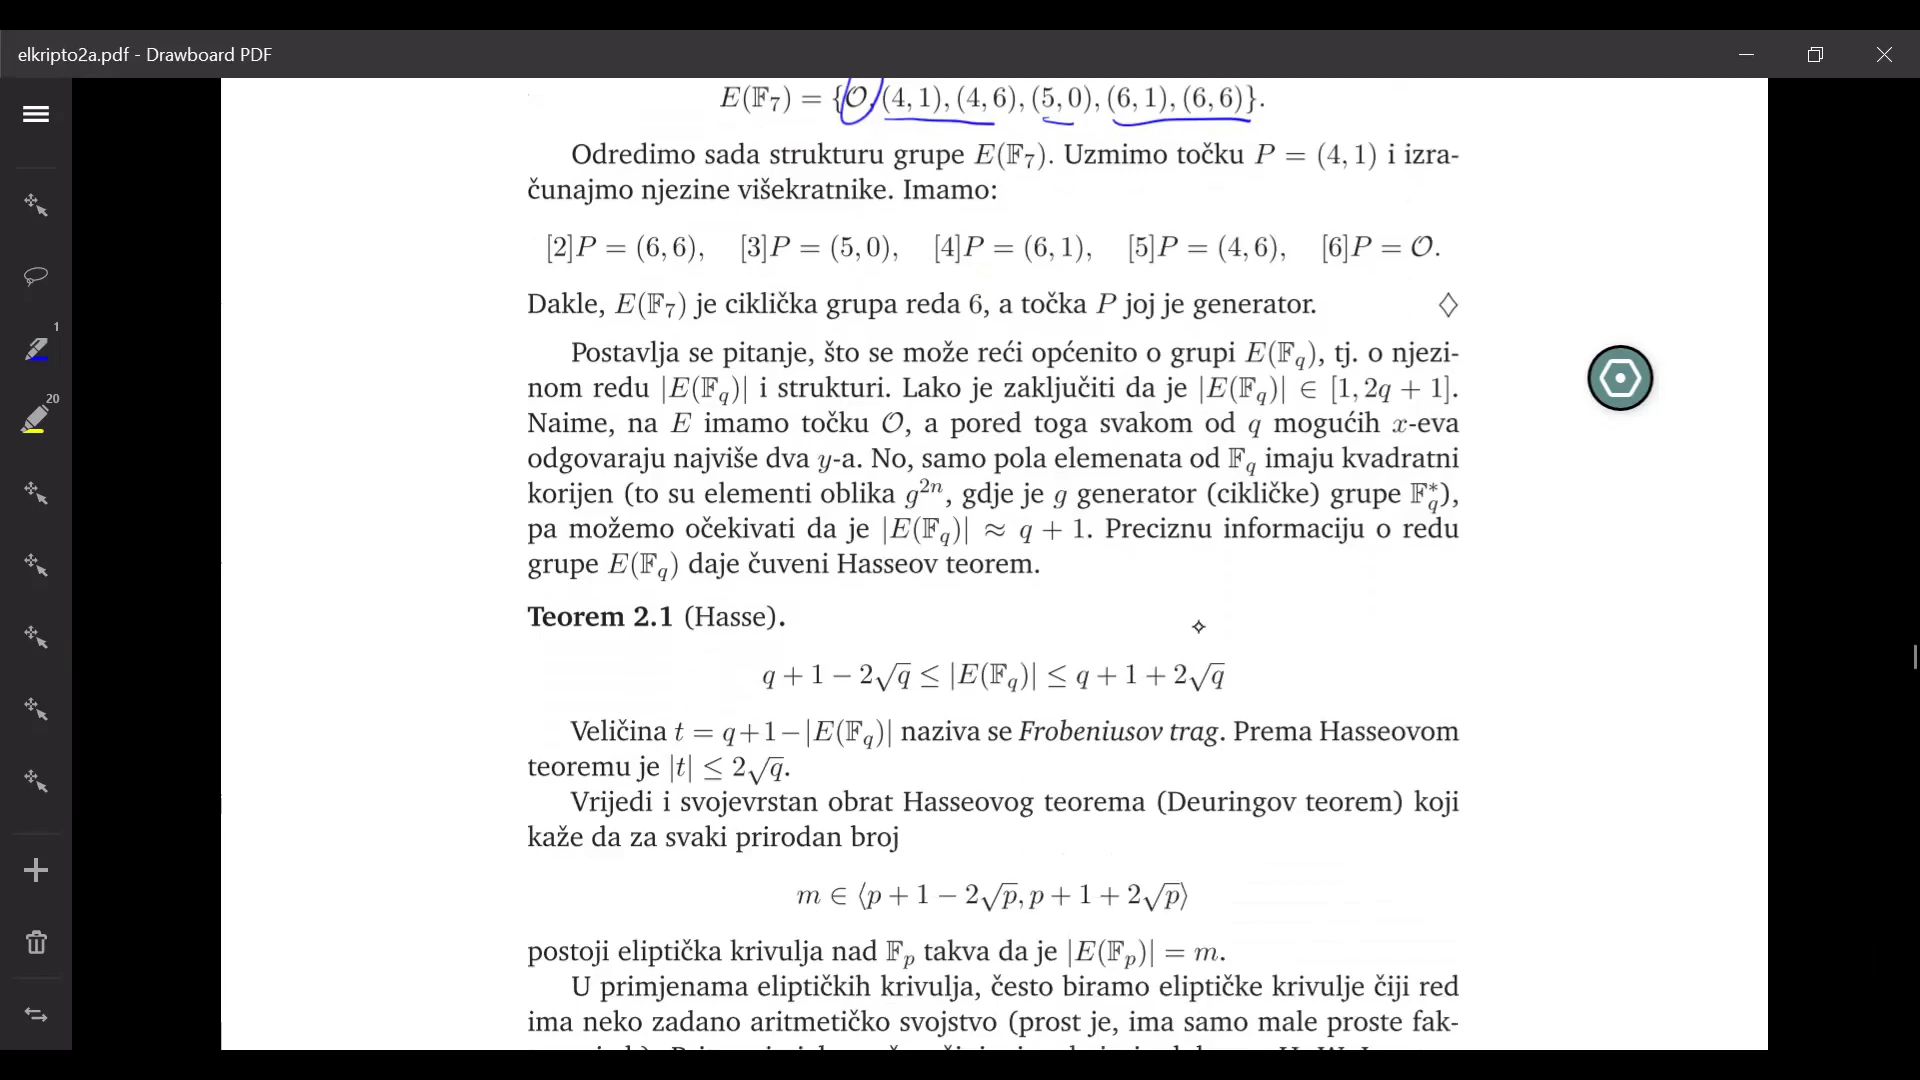 elkripto2a.pdf - Drawboard PDF
E(𝔽₇) = {𝒪, (4, 1), (4, 6), (5, 0), (6, 1), (6, 6)}.
Odredimo sada strukturu grupe E(𝔽₇). Uzmimo točku P = (4, 1) i izra-
čunajmo njezine višekratnike. Imamo:
[2]P = (6, 6), [3]P = (5, 0), [4]P = (6, 1), [5]P = (4, 6), [6]P = 𝒪.
Dakle, E(𝔽₇) je ciklička grupa reda 6, a točka P joj je generator. ◇
1
Postavlja se pitanje, što se može reći općenito o grupi E(𝔽_q), tj. o njezi-
nom redu |E(𝔽_q)| i strukturi. Lako je zaključiti da je |E(𝔽_q)| ∈ [1, 2q + 1].
20
Naime, na E imamo točku 𝒪, a pored toga svakom od q mogućih x-eva
odgovaraju najviše dva y-a. No, samo pola elemenata od 𝔽_q imaju kvadratni
korijen (to su elementi oblika g²ⁿ, gdje je g generator (cikličke) grupe 𝔽*_q),
pa možemo očekivati da je |E(𝔽_q)| ≈ q + 1. Preciznu informaciju o redu
grupe E(𝔽_q) daje čuveni Hasseov teorem.
Teorem 2.1 (Hasse).
q + 1 − 2√q ≤ |E(𝔽_q)| ≤ q + 1 + 2√q
Veličina t = q+1−|E(𝔽_q)| naziva se Frobeniusov trag. Prema Hasseovom
teoremu je |t| ≤ 2√q.
Vrijedi i svojevrstan obrat Hasseovog teorema (Deuringov teorem) koji
kaže da za svaki prirodan broj
m ∈ ⟨p + 1 − 2√p, p + 1 + 2√p⟩
postoji eliptička krivulja nad 𝔽_p takva da je |E(𝔽_p)| = m.
U primjenama eliptičkih krivulja, često biramo eliptičke krivulje čiji red
ima neko zadano aritmetičko svojstvo (prost je, ima samo male proste fak-